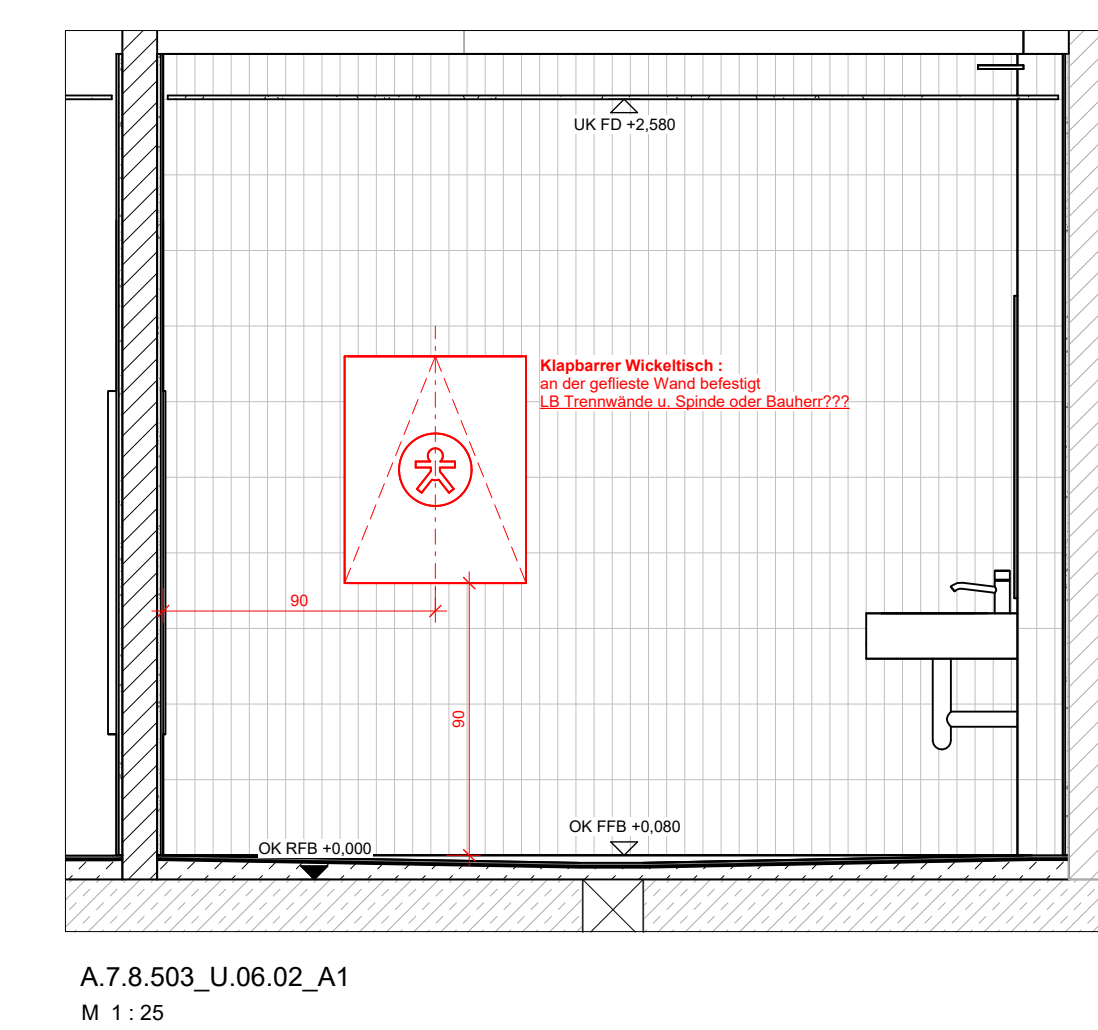 UK FD +2,580
Klapbarrer Wickeltisch :
an der geflieste Wand befestigt
LB Trennwände u. Spinde oder Bauherr???
90
90
OK FFB +0,080
OK RFB +0,000
A.7.8.503_U.06.02_A1
M 1 : 25